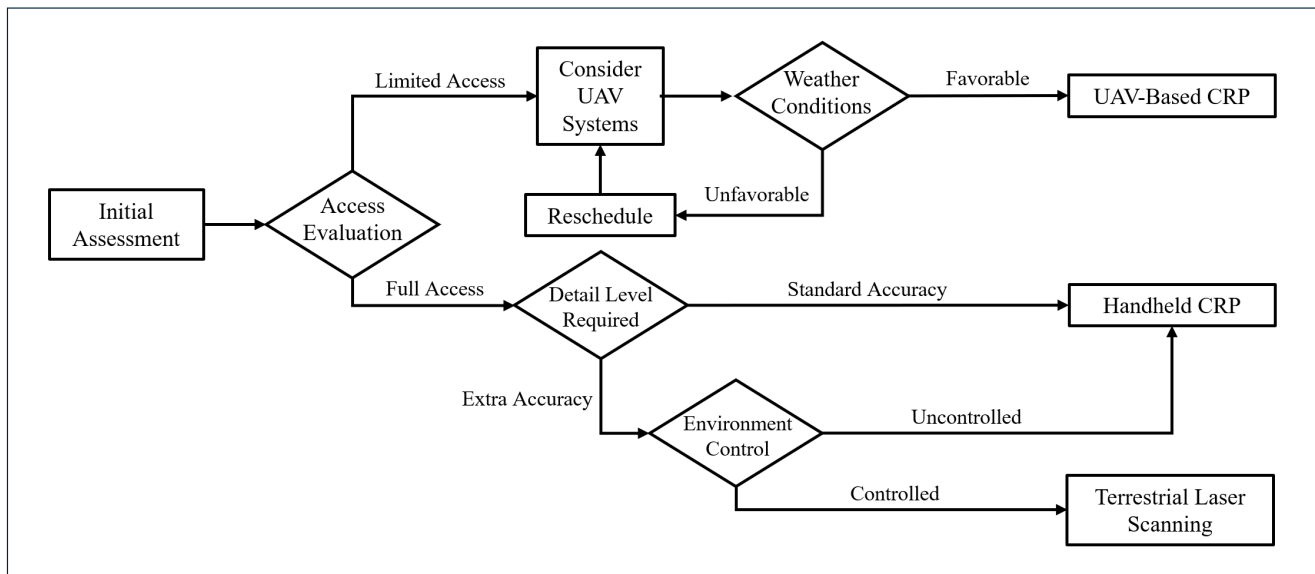 Limited Access
Consider
UAV
Systems
Weather
Conditions
Favorable
UAV-Based CRP
Initial
Assessment
Access
Evaluation
Reschedule
Unfavorable
Full Access
Detail Level
Required
Standard Accuracy
Handheld CRP
Extra Accuracy
Environment
Control
Uncontrolled
Controlled
Terrestrial Laser
Scanning